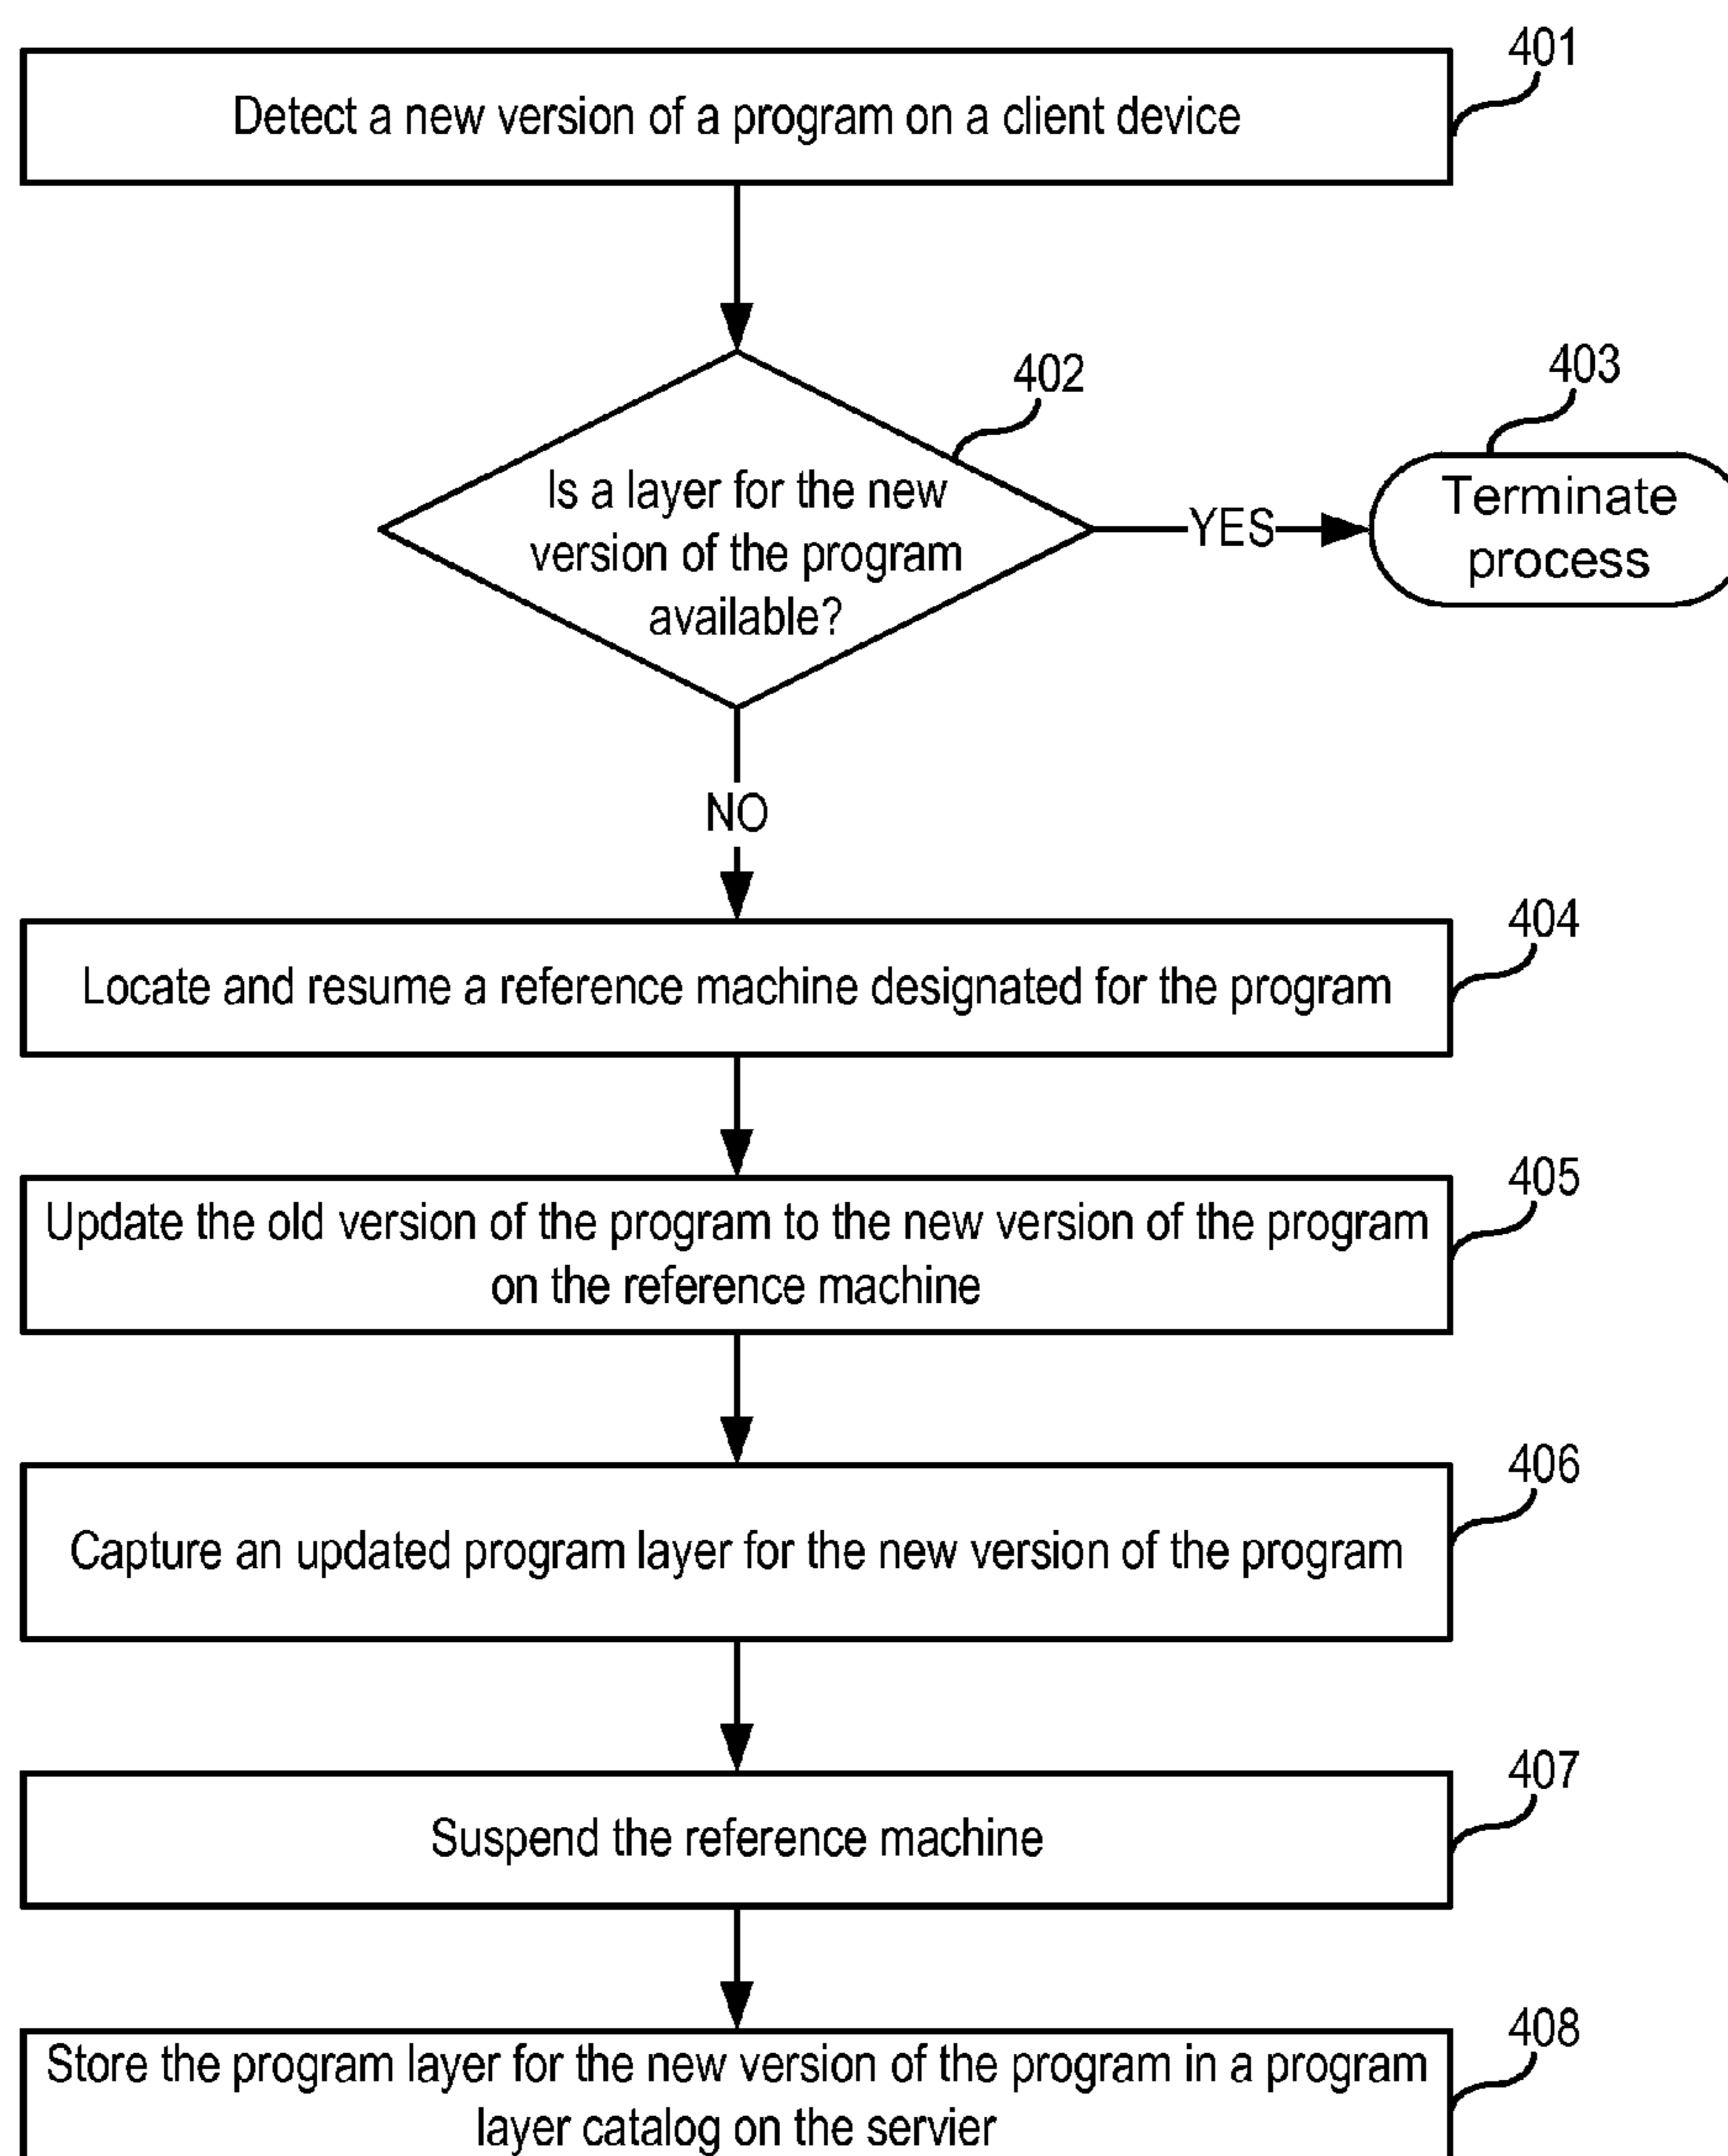 401
Detect a new version of a program on a client device
402
403
Is a layer for the new
version of the program
available?
YES
Terminate
process
NO
404
Locate and resume a reference machine designated for the program
405
Update the old version of the program to the new version of the program
on the reference machine
406
Capture an updated program layer for the new version of the program
407
Suspend the reference machine
408
Store the program layer for the new version of the program in a program
layer catalog on the servier